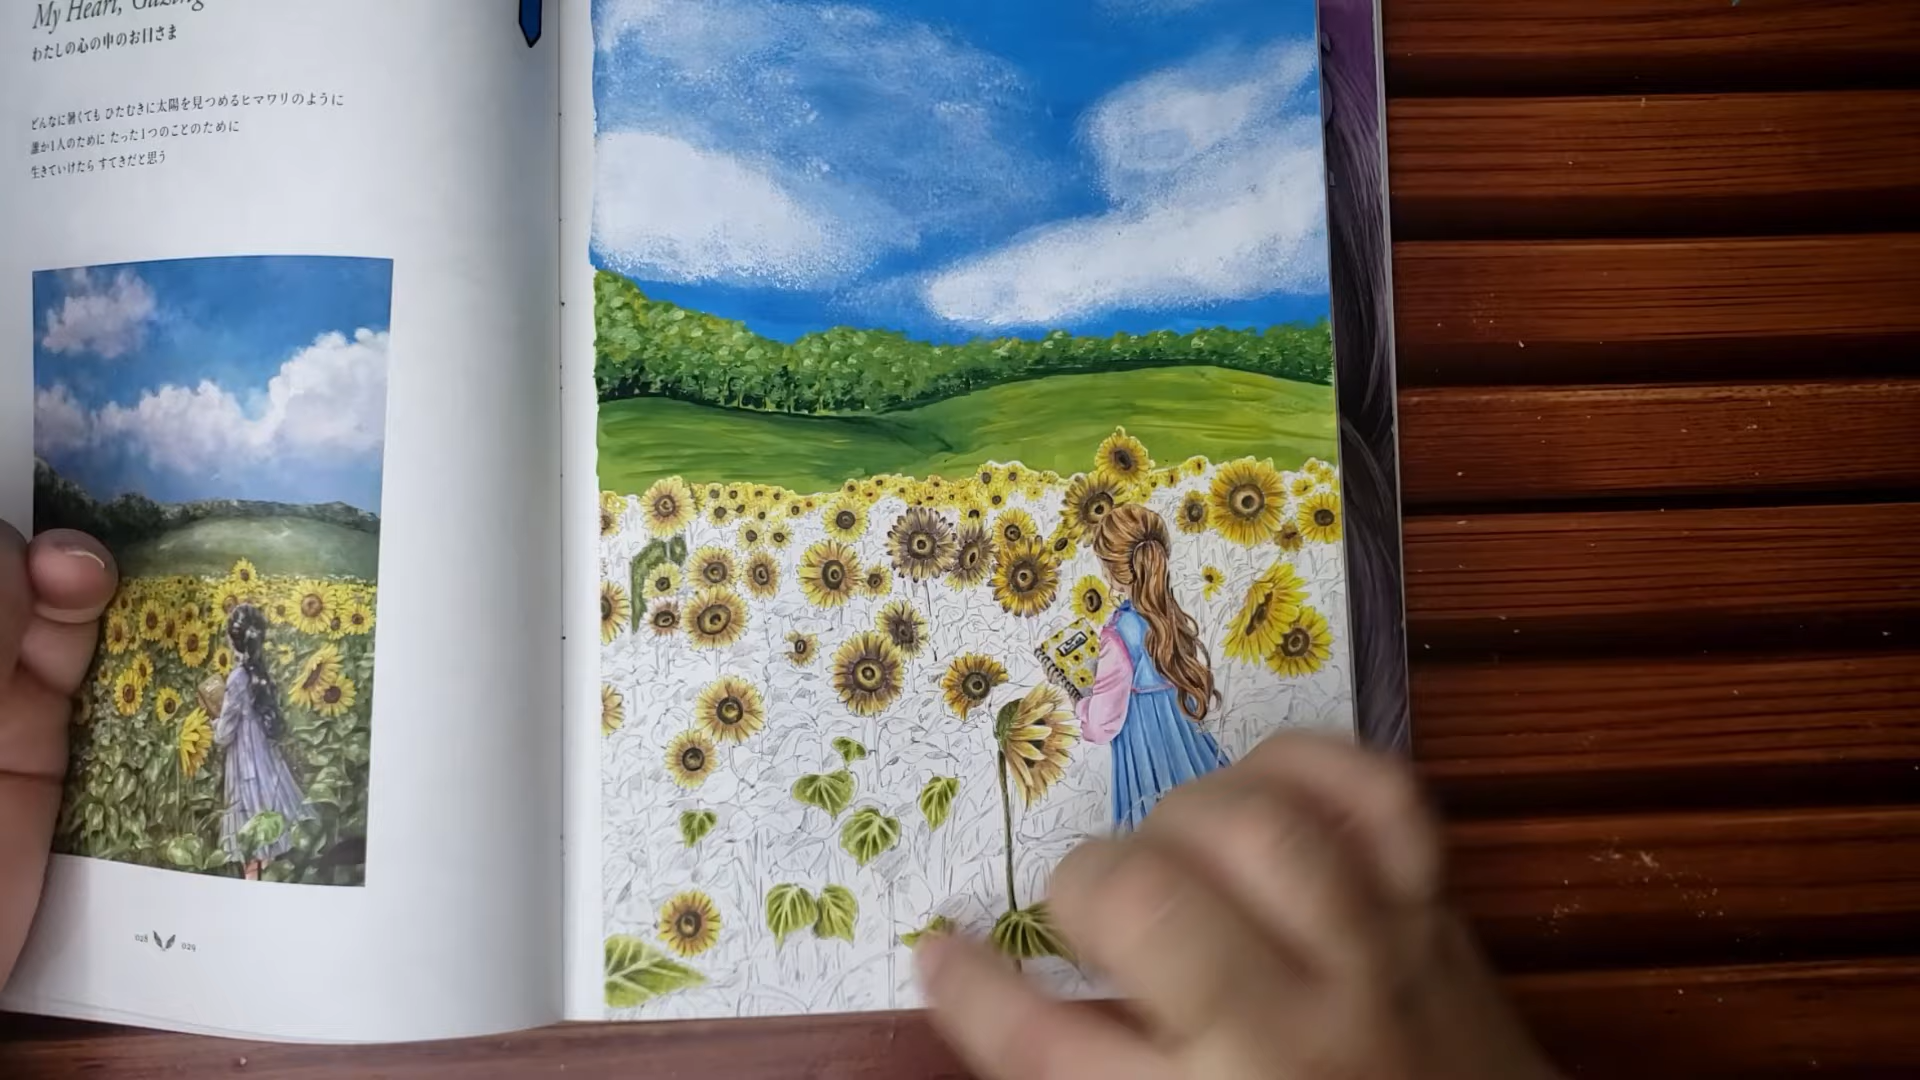 My Heart, Gazing
わたしの心の中のお日さま
どんなに暑くても ひたむきに太陽を見つめるヒマワリのように
誰か1人のために たった1つのことのために
生きていけたら すてきだと思う
028 029